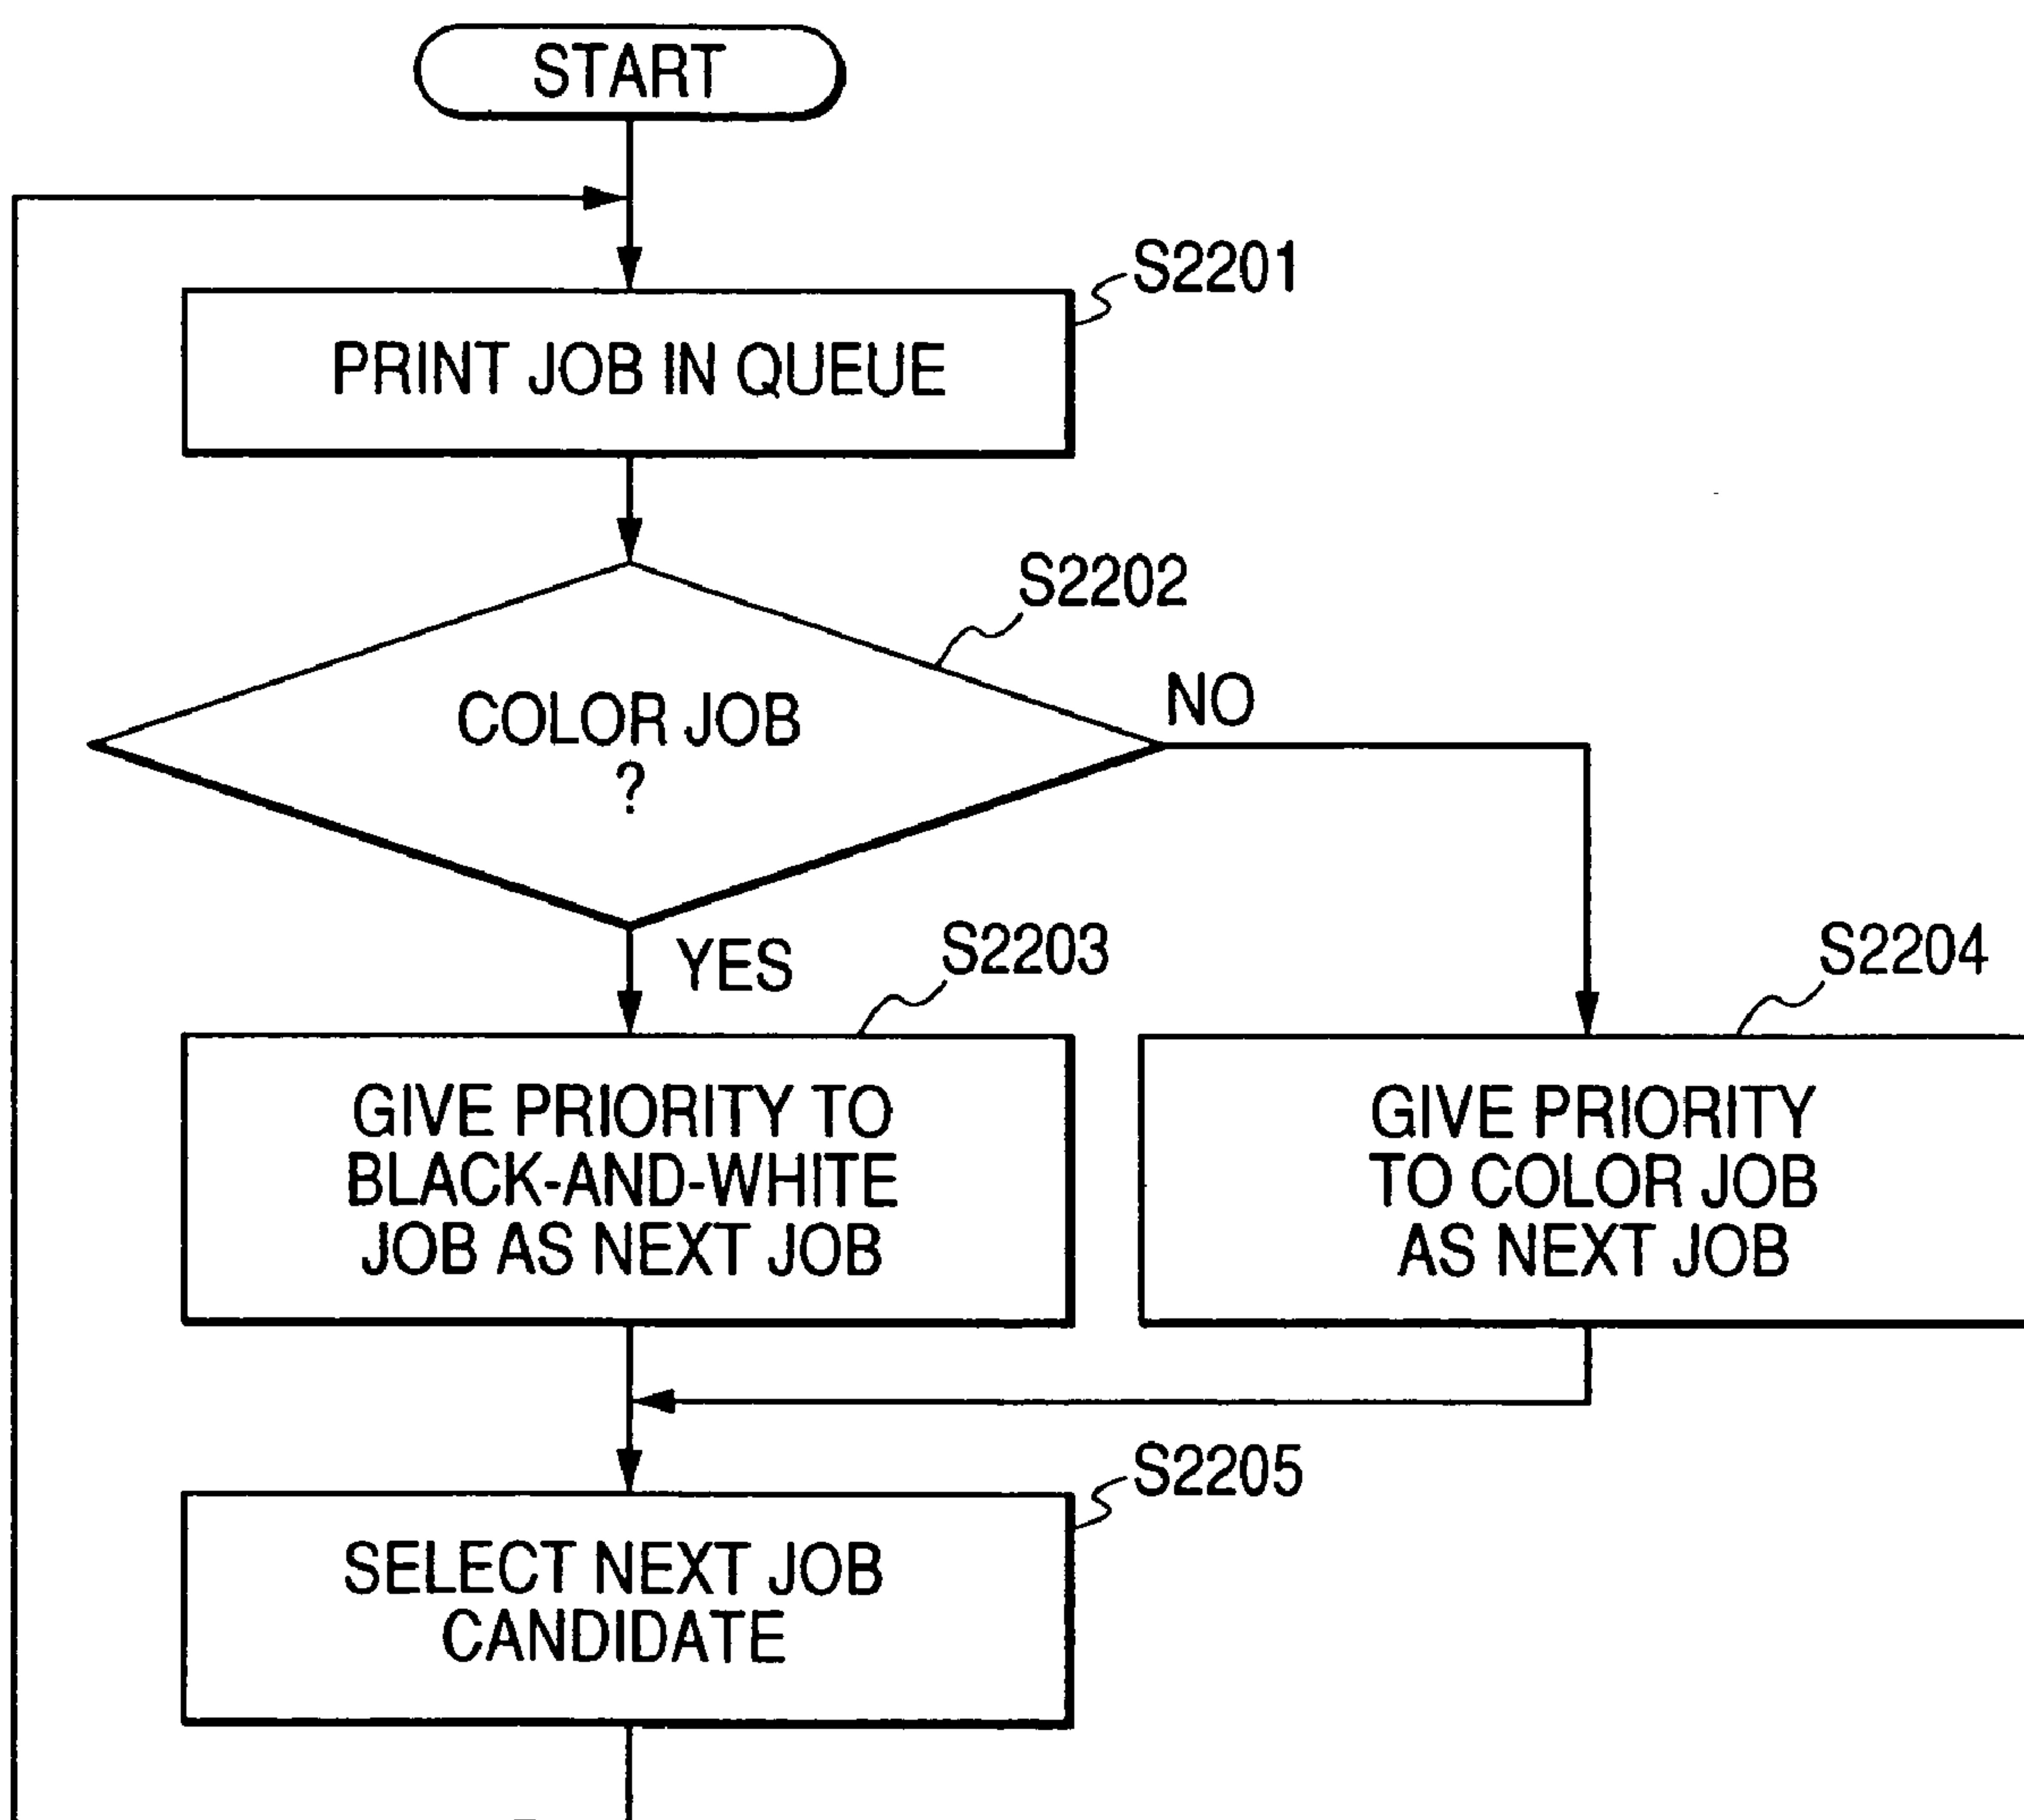 START
S2201
PRINT JOB IN QUEUE
S2202
COLOR JOB
?
NO
YES
S2203
S2204
GIVE PRIORITY TO
BLACK-AND-WHITE
JOB AS NEXT JOB
GIVE PRIORITY
TO COLOR JOB
AS NEXT JOB
S2205
SELECT NEXT JOB
CANDIDATE